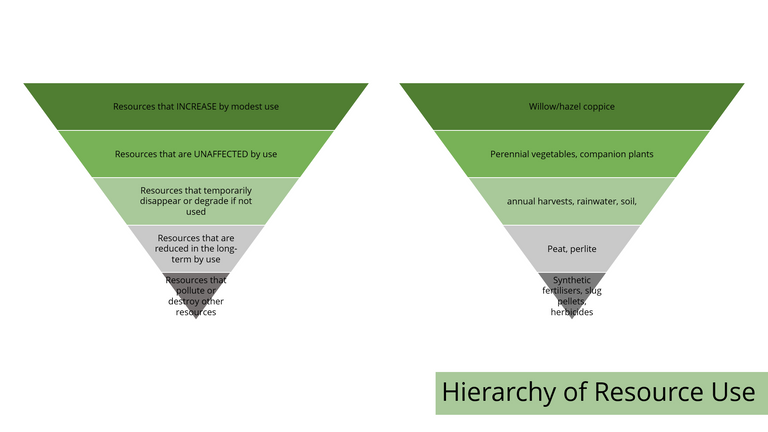 Resources that INCREASE by modest use
Resources that are UNAFFECTED by use
Resources that temporarily
disappear or degrade if not
used
Resources that are
reduced in the long-
term by use
Resources that
pollute or
destroy other
resources
Willow/hazel coppice
Perennial vegetables, companion plants
annual harvests, rainwater, soil,
Peat, perlite
Synthetic
fertilisers, slug
pellets,
herbicides
Hierarchy of Resource Use